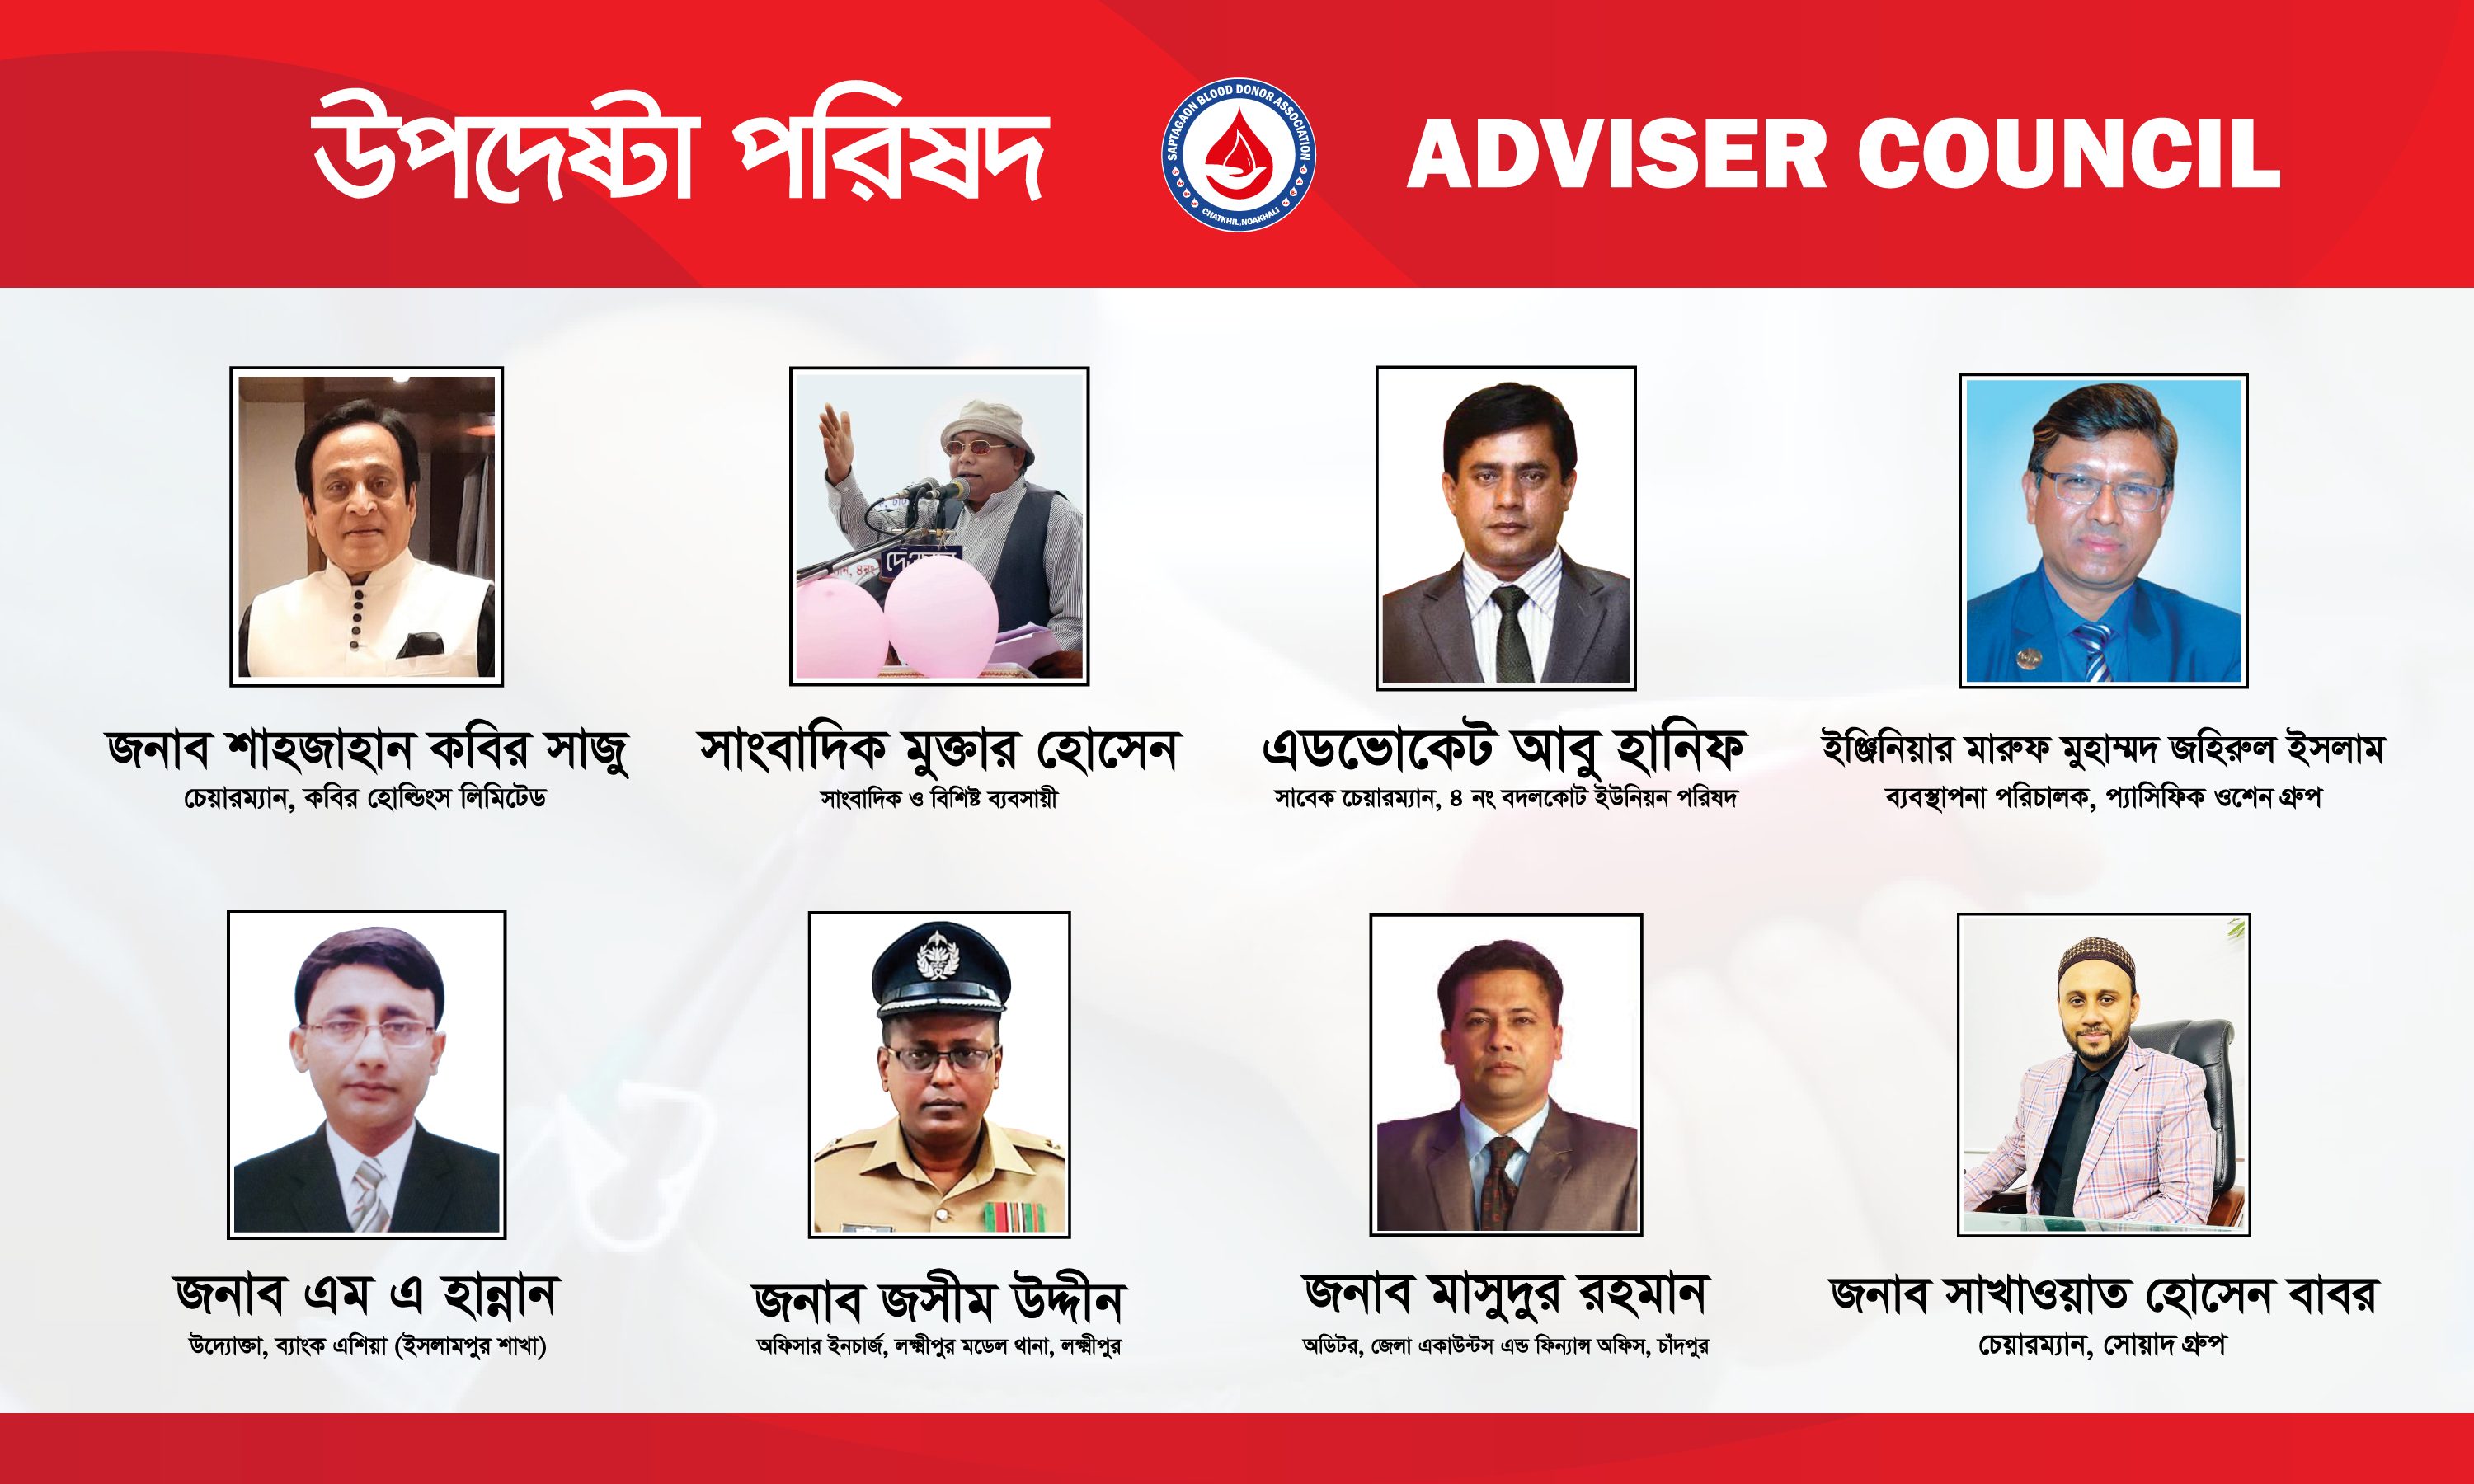 উপদেষ্টা পরিষদ
SAPTAGAON BLOOD DONOR ASSOCIATION
CHATKHIL,NOAKHALI
ADVISER COUNCIL
জনাব শাহজাহান কবির সাজু
চেয়ারম্যান, কবির হোল্ডিংস লিমিটেড
সাংবাদিক মুক্তার হোসেন
সাংবাদিক ও বিশিষ্ট ব্যবসায়ী
এডভোকেট আবু হানিফ
সাবেক চেয়ারম্যান, ৪ নং বদলকোট ইউনিয়ন পরিষদ
ইঞ্জিনিয়ার মারুফ মুহাম্মদ জহিরুল ইসলাম
ব্যবস্থাপনা পরিচালক, প্যাসিফিক ওশেন গ্রুপ
জনাব এম এ হান্নান
উদ্যোক্তা, ব্যাংক এশিয়া (ইসলামপুর শাখা)
জনাব জসীম উদ্দীন
অফিসার ইনচার্জ, লক্ষ্মীপুর মডেল থানা, লক্ষ্মীপুর
জনাব মাসুদুর রহমান
অডিটর, জেলা একাউন্টস এন্ড ফিন্যান্স অফিস, চাঁদপুর
জনাব সাখাওয়াত হোসেন বাবর
চেয়ারম্যান, সোয়াদ গ্রুপ